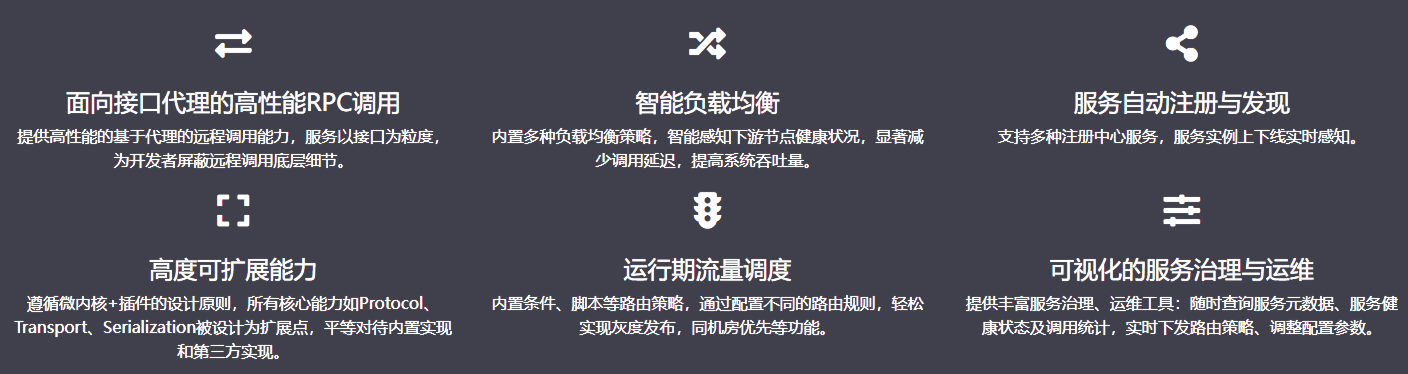 面向接口代理的高性能RPC调用
提供高性能的基于代理的远程调用能力，服务以接口为粒度，
为开发者屏蔽远程调用底层细节。
智能负载均衡
内置多种负载均衡策略，智能感知下游节点健康状况，显著减
少调用延迟，提高系统吞吐量。
服务自动注册与发现
支持多种注册中心服务，服务实例上下线实时感知。
高度可扩展能力
遵循微内核+插件的设计原则，所有核心能力如Protocol、
Transport、Serialization被设计为扩展点，平等对待内置实现
和第三方实现。
运行期流量调度
内置条件、脚本等路由策略，通过配置不同的路由规则，轻松
实现灰度发布，同机房优先等功能。
可视化的服务治理与运维
提供丰富服务治理、运维工具：随时查询服务元数据、服务健
康状态及调用统计，实时下发路由策略、调整配置参数。